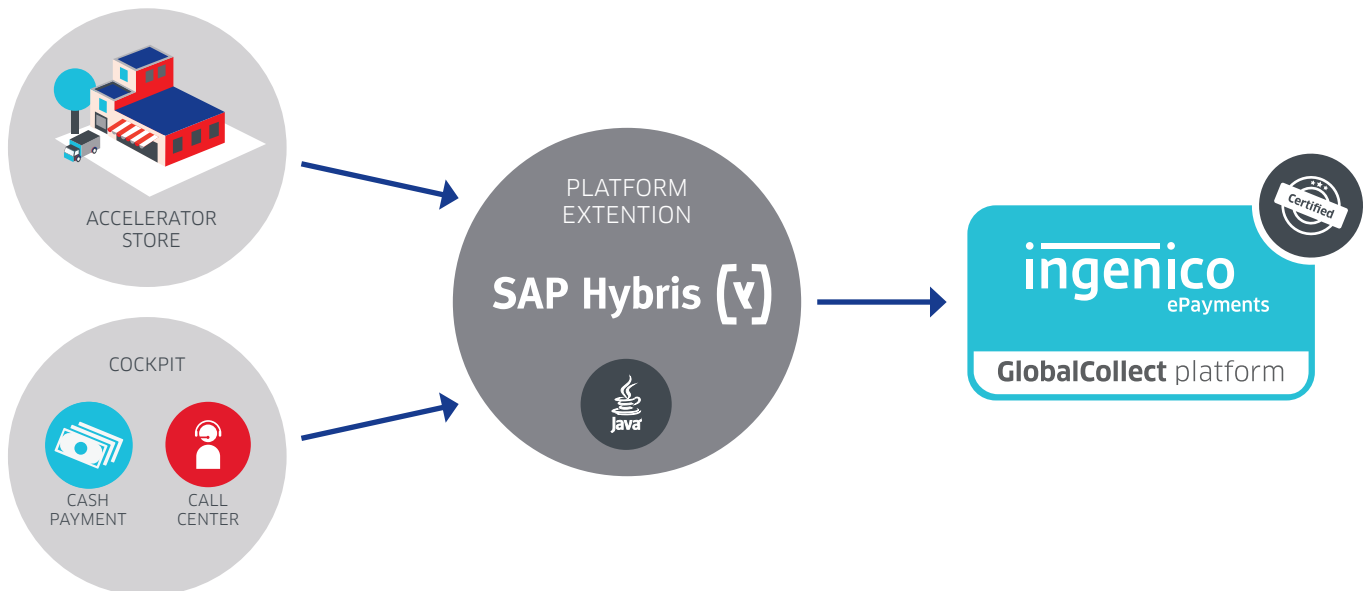 ACCELERATOR
STORE
COCKPIT
CASH
PAYMENT
CALL
CENTER
PLATFORM
EXTENTION
SAP Hybris (y)
Java
Certified
ingenico
ePayments
GlobalCollect platform